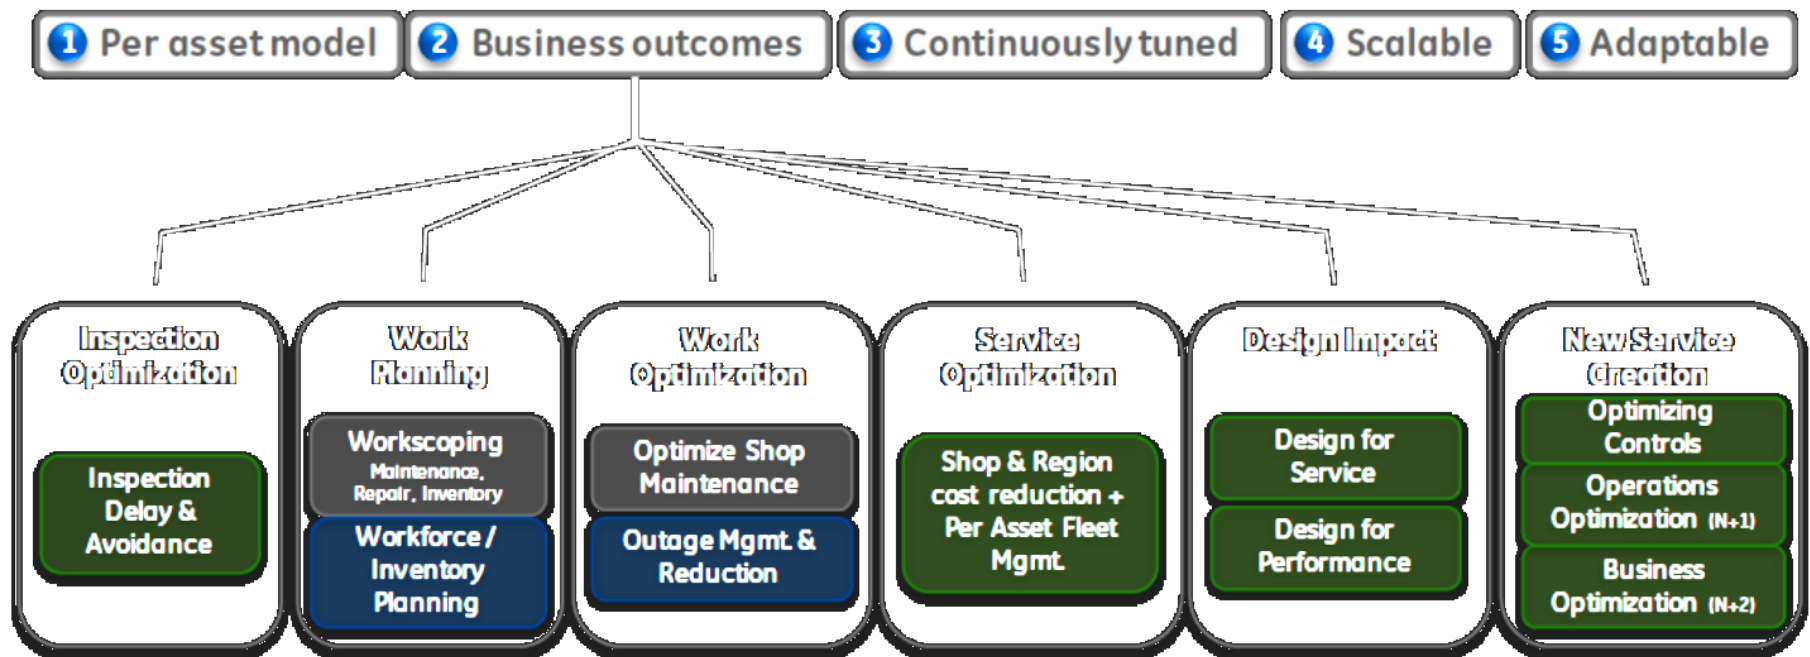 1 Per asset model
2 Business outcomes
3 Continuously tuned
4 Scalable
5 Adaptable
Inspection
Optimization
Inspection
Delay &
Avoidance
Work
Planning
Workscoping
Maintenance,
Repair, Inventory
Workforce /
Inventory
Planning
Work
Optimization
Optimize Shop
Maintenance
Outage Mgmt. &
Reduction
Service
Optimization
Shop & Region
cost reduction +
Per Asset Fleet
Mgmt.
Design Impact
Design for
Service
Design for
Performance
New Service
Creation
Optimizing
Controls
Operations
Optimization (N+1)
Business
Optimization (N+2)